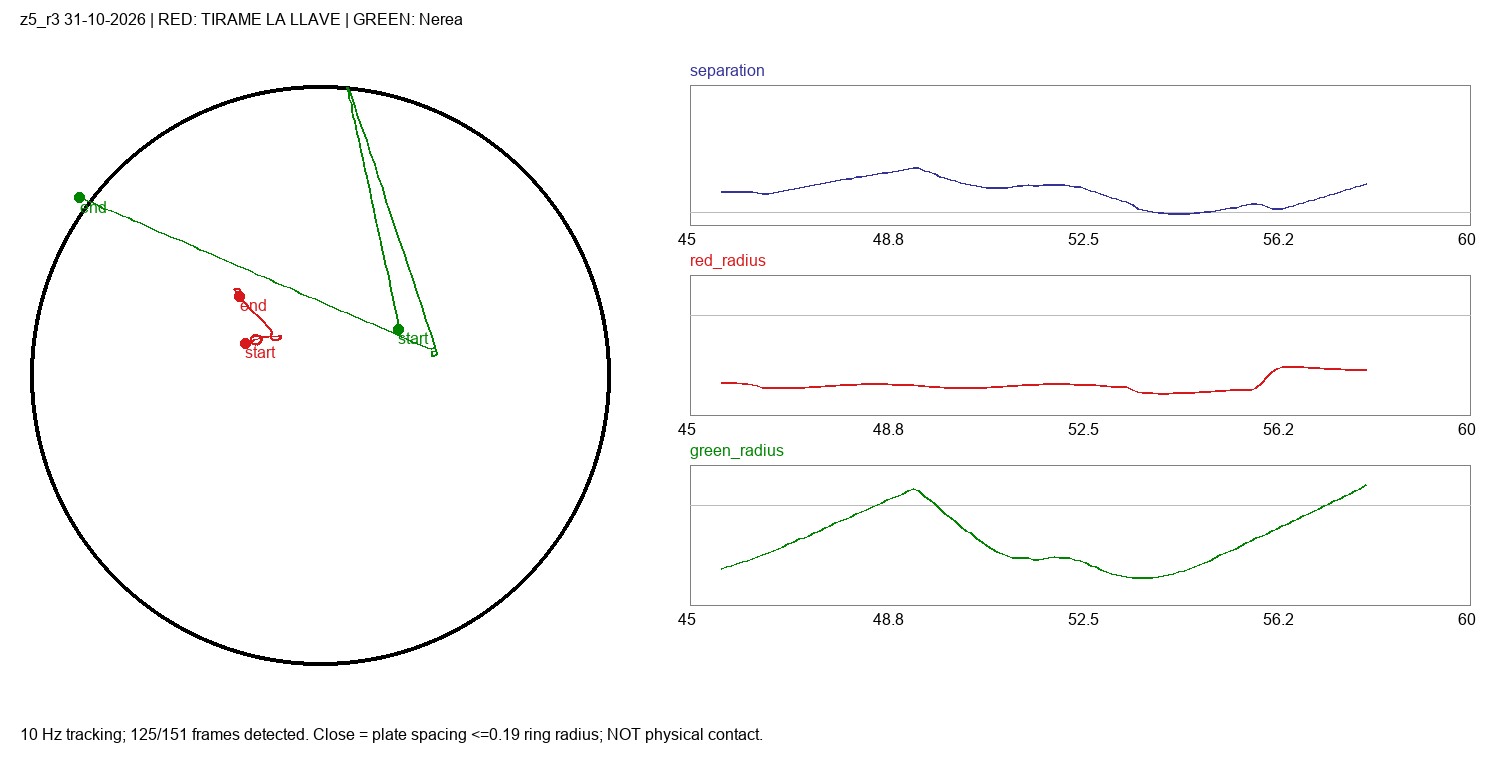 z5_r3 31-10-2026 | RED: TIRAME LA LLAVE | GREEN: Nerea
end
start
end
start
separation
45 48.8 52.5 56.2 60
red_radius
45 48.8 52.5 56.2 60
green_radius
45 48.8 52.5 56.2 60
10 Hz tracking; 125/151 frames detected. Close = plate spacing <=0.19 ring radius; NOT physical contact.